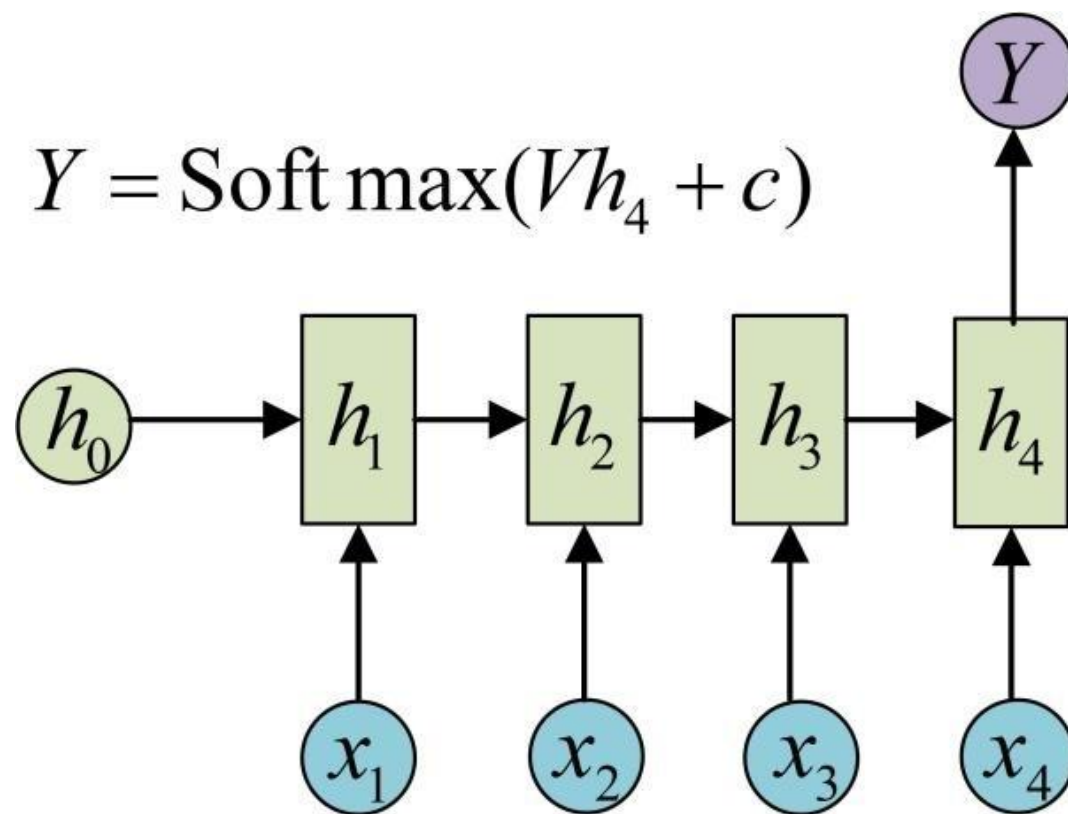 Y
Y = Soft max(Vh₄ + c)
h₀ h₁ h₂ h₃ h₄
x₁ x₂ x₃ x₄